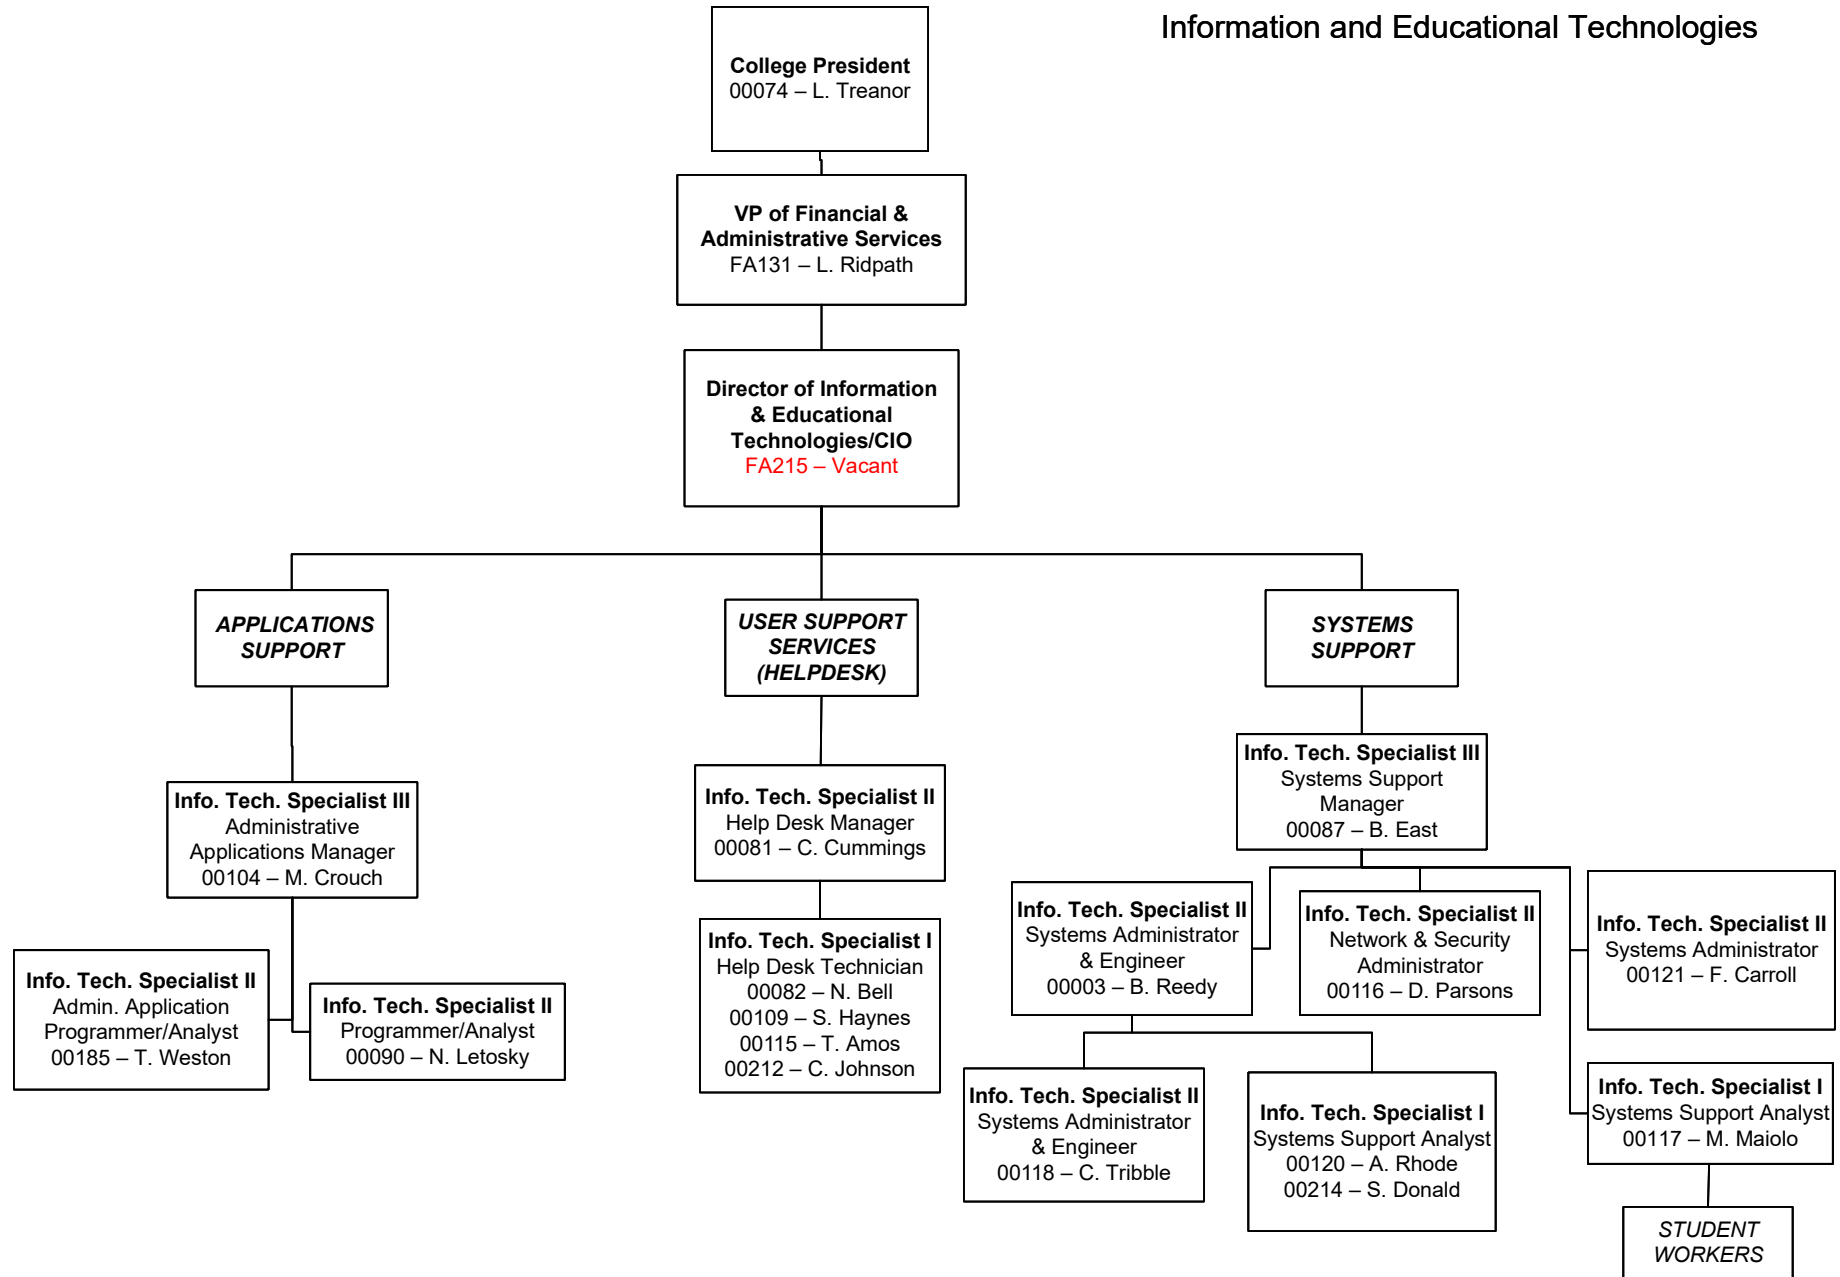 Information and Educational Technologies
College President
00074 – L. Treanor
VP of Financial &
Administrative Services
FA131 – L. Ridpath
Director of Information
& Educational
Technologies/CIO
FA215 – Vacant
APPLICATIONS
SUPPORT
USER SUPPORT
SERVICES
(HELPDESK)
SYSTEMS
SUPPORT
Info. Tech. Specialist III
Administrative
Applications Manager
00104 – M. Crouch
Info. Tech. Specialist II
Admin. Application
Programmer/Analyst
00185 – T. Weston
Info. Tech. Specialist II
Programmer/Analyst
00090 – N. Letosky
Info. Tech. Specialist II
Help Desk Manager
00081 – C. Cummings
Info. Tech. Specialist I
Help Desk Technician
00082 – N. Bell
00109 – S. Haynes
00115 – T. Amos
00212 – C. Johnson
Info. Tech. Specialist III
Systems Support
Manager
00087 – B. East
Info. Tech. Specialist II
Systems Administrator
& Engineer
00003 – B. Reedy
Info. Tech. Specialist II
Network & Security
Administrator
00116 – D. Parsons
Info. Tech. Specialist II
Systems Administrator
00121 – F. Carroll
Info. Tech. Specialist II
Systems Administrator
& Engineer
00118 – C. Tribble
Info. Tech. Specialist I
Systems Support Analyst
00120 – A. Rhode
00214 – S. Donald
Info. Tech. Specialist I
Systems Support Analyst
00117 – M. Maiolo
STUDENT
WORKERS